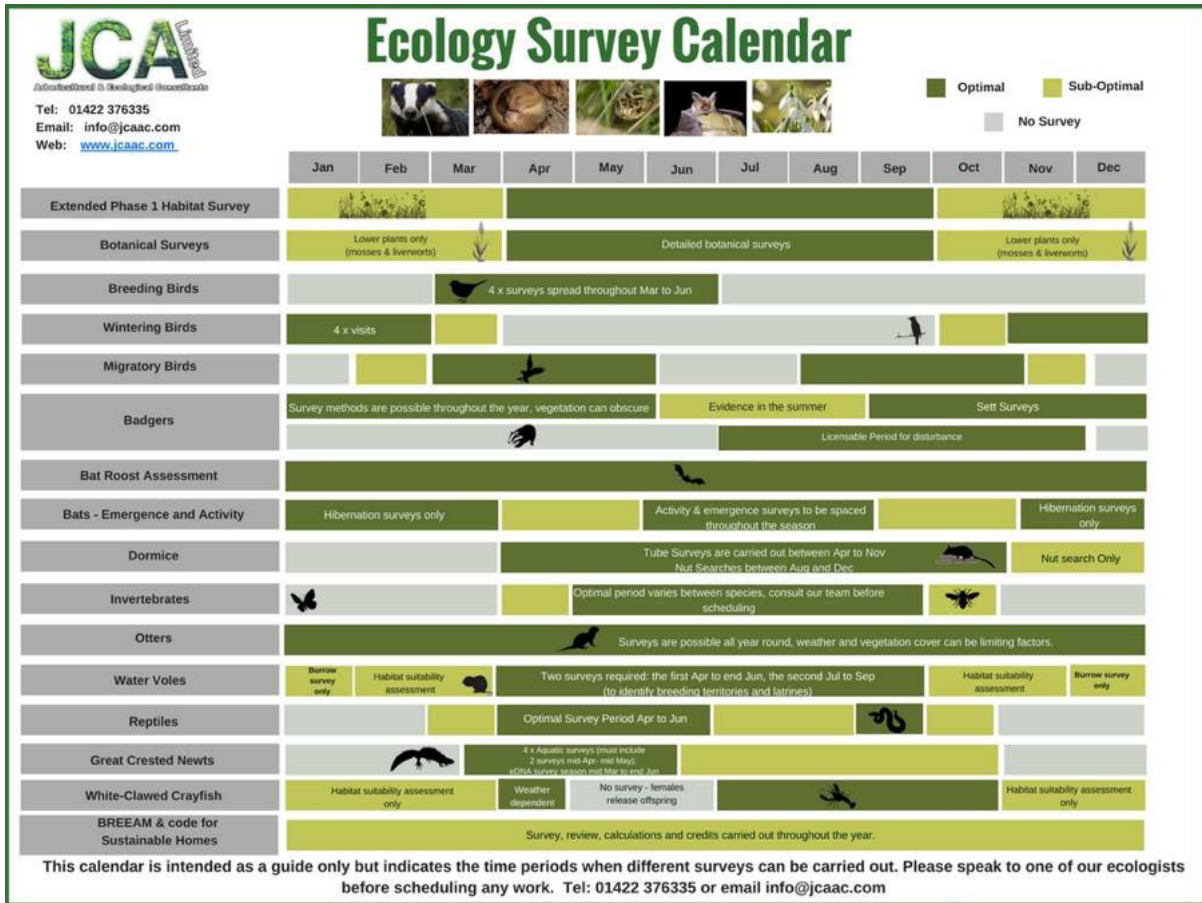 JCA Limited
Arboricultural & Ecological Consultants
Tel: 01422 376335
Email: info@jcaac.com
Web: www.jcaac.com
Ecology Survey Calendar
Optimal
Sub-Optimal
No Survey
Jan Feb Mar Apr May Jun Jul Aug Sep Oct Nov Dec
Extended Phase 1 Habitat Survey
Botanical Surveys
Lower plants only
(mosses & liverworts)
Detailed botanical surveys
Lower plants only
(mosses & liverworts)
Breeding Birds
4 x surveys spread throughout Mar to Jun
Wintering Birds
4 x visits
Migratory Birds
Badgers
Survey methods are possible throughout the year, vegetation can obscure
Evidence in the summer
Sett Surveys
Licensable Period for disturbance
Bat Roost Assessment
Bats - Emergence and Activity
Hibernation surveys only
Activity & emergence surveys to be spaced
throughout the season
Hibernation surveys
only
Dormice
Tube Surveys are carried out between Apr to Nov
Nut Searches between Aug and Dec
Nut search Only
Invertebrates
Optimal period varies between species, consult our team before
scheduling
Otters
Surveys are possible all year round, weather and vegetation cover can be limiting factors.
Water Voles
Burrow
survey
only
Habitat suitability
assessment
Two surveys required: the first Apr to end Jun, the second Jul to Sep
(to identify breeding territories and latrines)
Habitat suitability
assessment
Burrow survey
only
Reptiles
Optimal Survey Period Apr to Jun
Great Crested Newts
4 x Aquatic surveys (must include
2 surveys mid-Apr- mid May);
eDNA survey season mid Mar to end Jun
White-Clawed Crayfish
Habitat suitability assessment
only
Weather
dependent
No survey - females
release offspring
Habitat suitability assessment
only
BREEAM & code for
Sustainable Homes
Survey, review, calculations and credits carried out throughout the year.
This calendar is intended as a guide only but indicates the time periods when different surveys can be carried out. Please speak to one of our ecologists
before scheduling any work. Tel: 01422 376335 or email info@jcaac.com